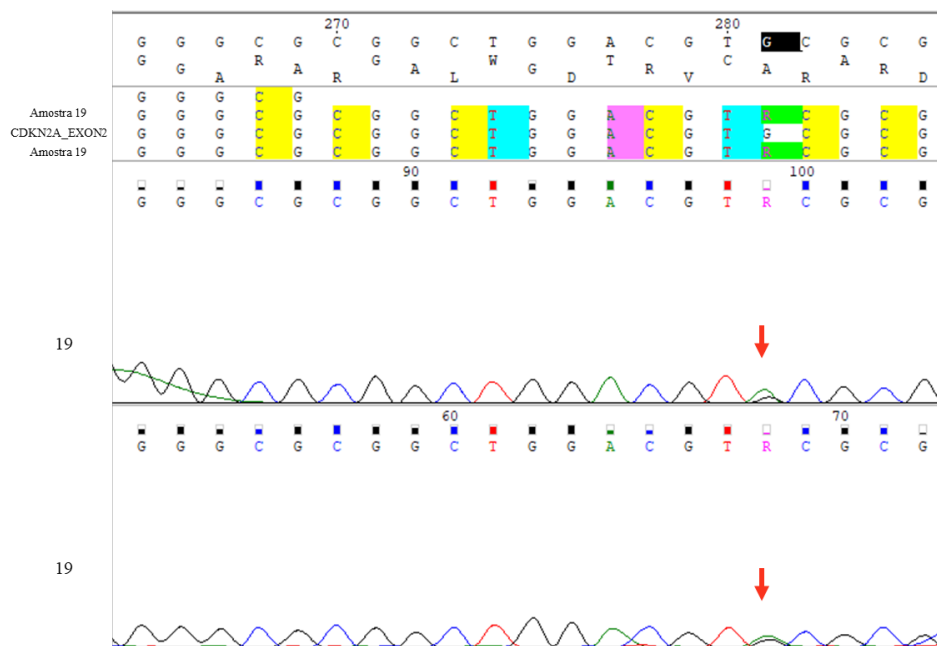 270 280
G G G C G C G G C T G G A C G T G C G C G
G R G W T C A
G A A G R A R
A R L D V R D
G G G C G
Amostra 19 G G G C G C G G C T G G A C G T R C G C G
CDKN2A_EXON2 G G G C G C G G C T G G A C G T G C G C G
Amostra 19 G G G C G C G G C T G G A C G T R C G C G
90 100
G G G C G C G G C T G G A C G T R C G C G
19
60 70
G G G C G C G G C T G G A C G T R C G C G
19